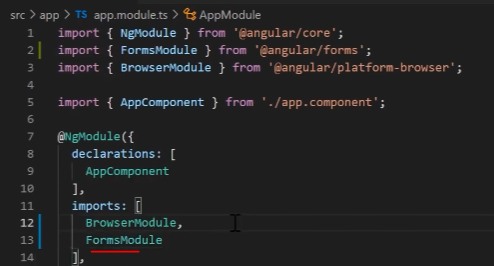 src > app > TS app.module.ts > AppModule
1 import { NgModule } from '@angular/core';
2 import { FormsModule } from '@angular/forms';
3 import { BrowserModule } from '@angular/platform-browser';
4
5 import { AppComponent } from './app.component';
6
7 @NgModule({
8 declarations: [
9 AppComponent
10 ],
11 imports: [
12 BrowserModule,
13 FormsModule
14 ],